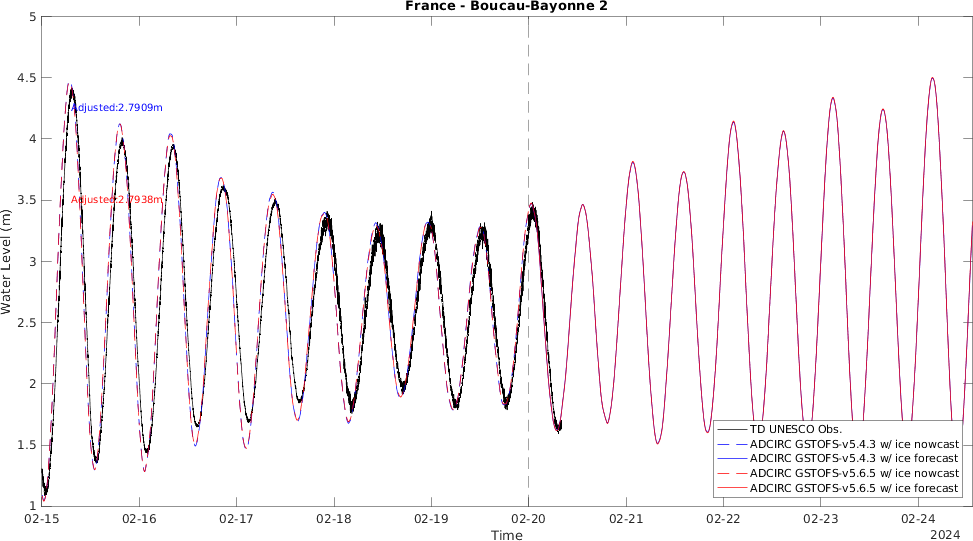 France - Boucau-Bayonne 2
5
4.5
4
3.5
3
2.5
2
1.5
1
Water Level (m)
Adjusted:2.7909m
Adjusted:2.7938m
TD UNESCO Obs.
ADCIRC GSTOFS-v5.4.3 w/ ice nowcast
ADCIRC GSTOFS-v5.4.3 w/ ice forecast
ADCIRC GSTOFS-v5.6.5 w/ ice nowcast
ADCIRC GSTOFS-v5.6.5 w/ ice forecast
02-15 02-16 02-17 02-18 02-19 02-20 02-21 02-22 02-23 02-24
Time
2024